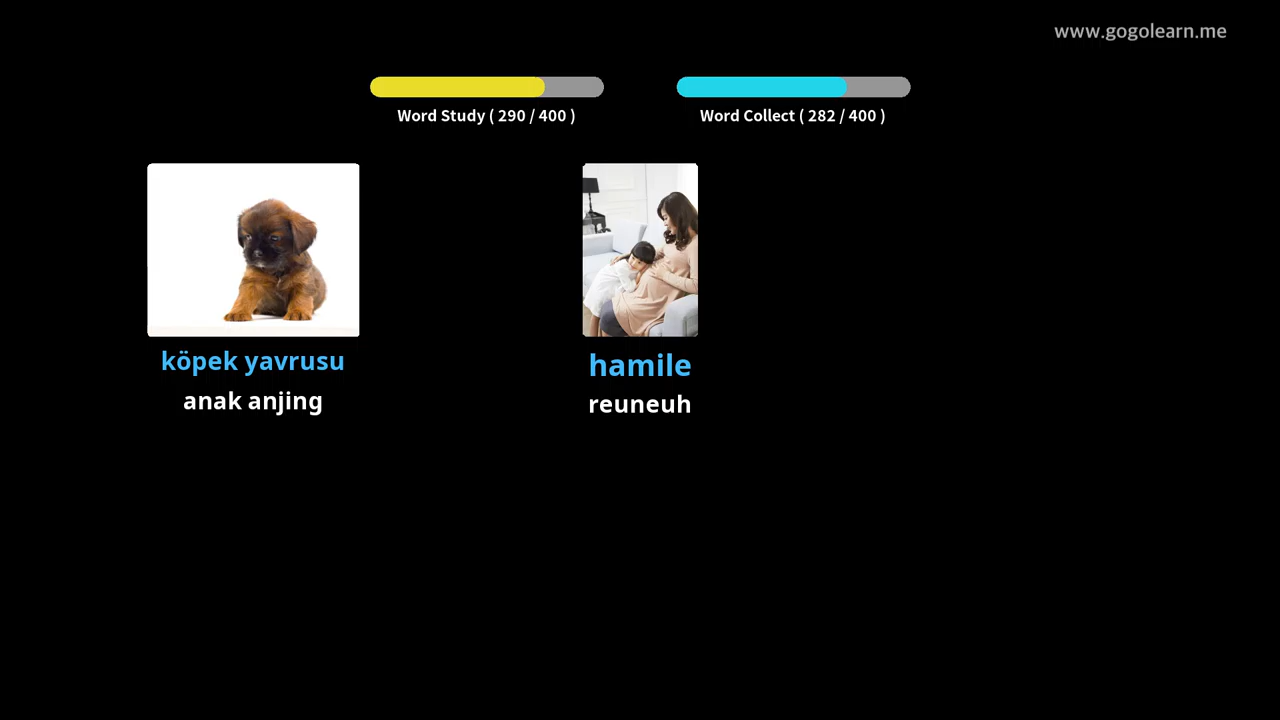 www.gogolearn.me
Word Study ( 290 / 400 )
Word Collect ( 282 / 400 )
köpek yavrusu
anak anjing
hamile
reuneuh